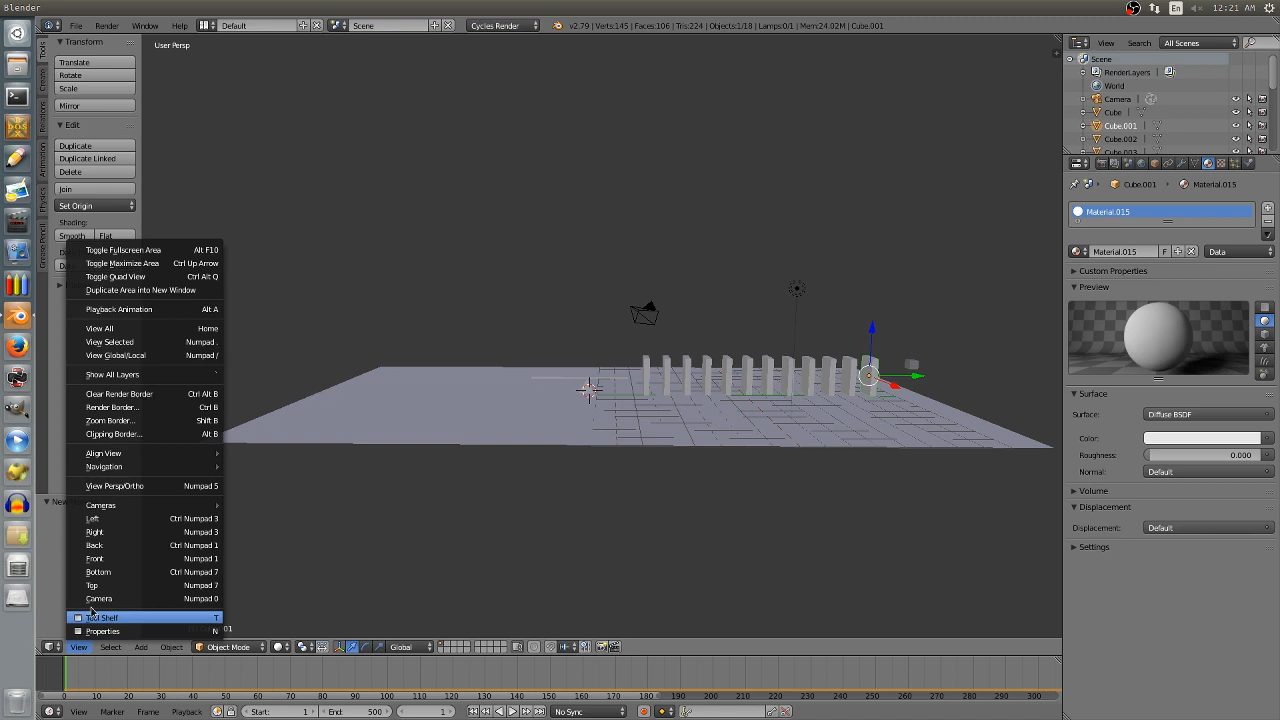 Blender
En
12:21 AM
File Render Window Help
Default
Scene
Cycles Render
v2.79 | Verts:145 | Faces:106 | Tris:224 | Objects:1/18 | Lamps:0/1 | Mem:24.02M | Cube.001
Tools
Create
Relations
Animation
Physics
Grease Pencil
Transform
Translate
Rotate
Scale
Mirror
Edit
Duplicate
Duplicate Linked
Delete
Join
Set Origin
Shading:
Smooth Flat
User Persp
Toggle Fullscreen Area Alt F10
Toggle Maximize Area Ctrl Up Arrow
Toggle Quad View Ctrl Alt Q
Duplicate Area into New Window
Playback Animation Alt A
View All Home
View Selected Numpad .
View Global/Local Numpad /
Show All Layers `
Clear Render Border Ctrl Alt B
Render Border... Ctrl B
Zoom Border... Shift B
Clipping Border... Alt B
Align View
Navigation
View Persp/Ortho Numpad 5
Cameras
Left Ctrl Numpad 3
Right Numpad 3
Back Ctrl Numpad 1
Front Numpad 1
Bottom Ctrl Numpad 7
Top Numpad 7
Camera Numpad 0
Tool Shelf T
Properties N
View Select Add Object Object Mode Global
0 10 20 30 40 50 60 70 80 90 100 110 120 130 140 150 160 170 180 190 200 210 220 230 240 250 260 270 280 290 300
View Marker Frame Playback Start: 1 End: 500 1 No Sync
View Search All Scenes
Scene
RenderLayers
World
Camera
Cube
Cube.001
Cube.002
Cube.003
Cube.001 Material.015
Material.015
Material.015 F Data
Custom Properties
Preview
Surface
Surface: Diffuse BSDF
Color:
Roughness: 0.000
Normal: Default
Volume
Displacement
Displacement: Default
Settings